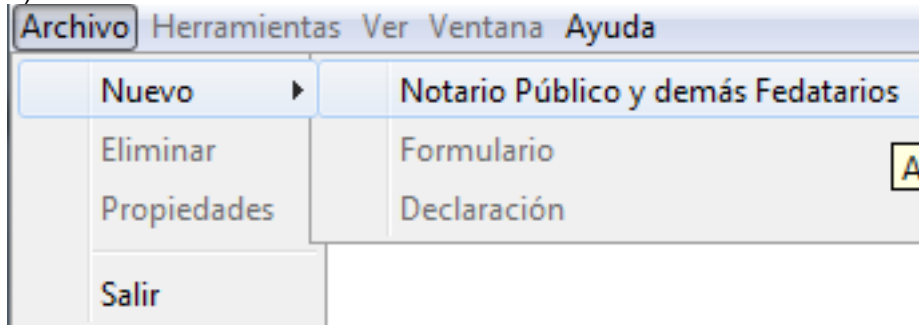 Archivo Herramientas Ver Ventana Ayuda
Nuevo Notario Público y demás Fedatarios
Eliminar Formulario
Propiedades Declaración
Salir